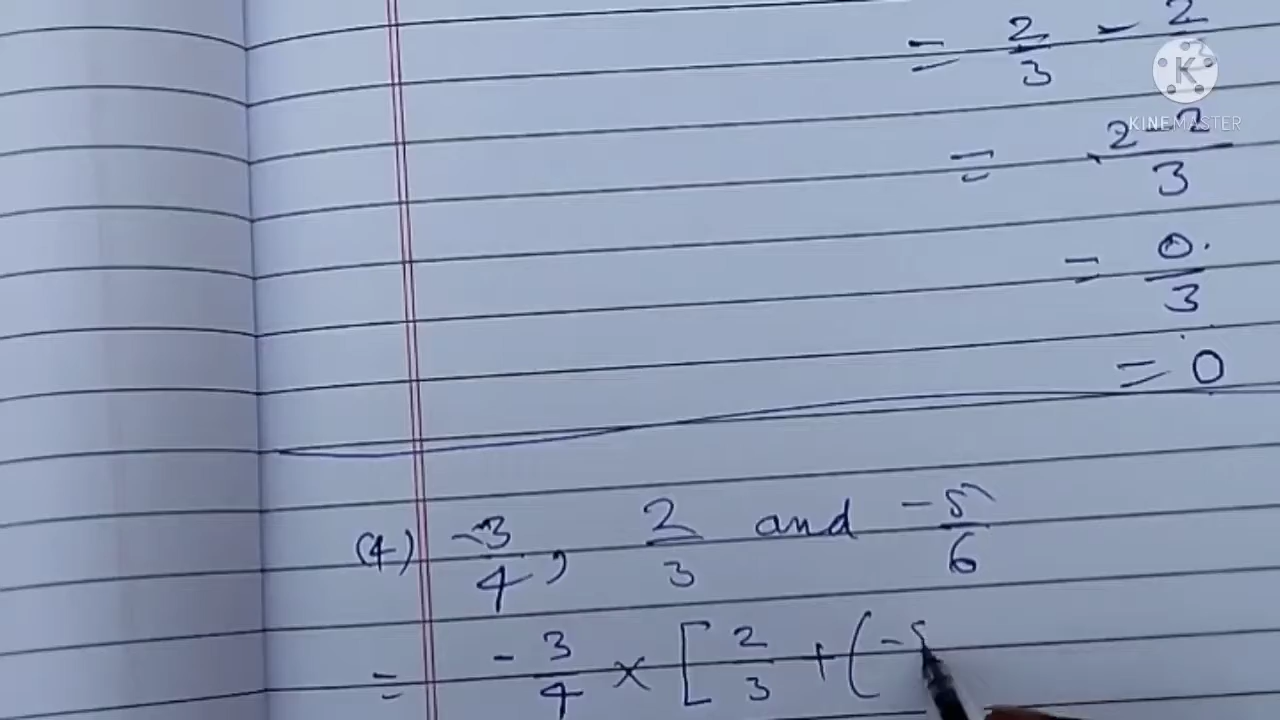 = 2/3 - 2/3
KINEMASTER
= 2-2/3
= 0/3
= 0
(4) -3/4, 2/3 and -5/6
= -3/4 × [2/3 + (-5